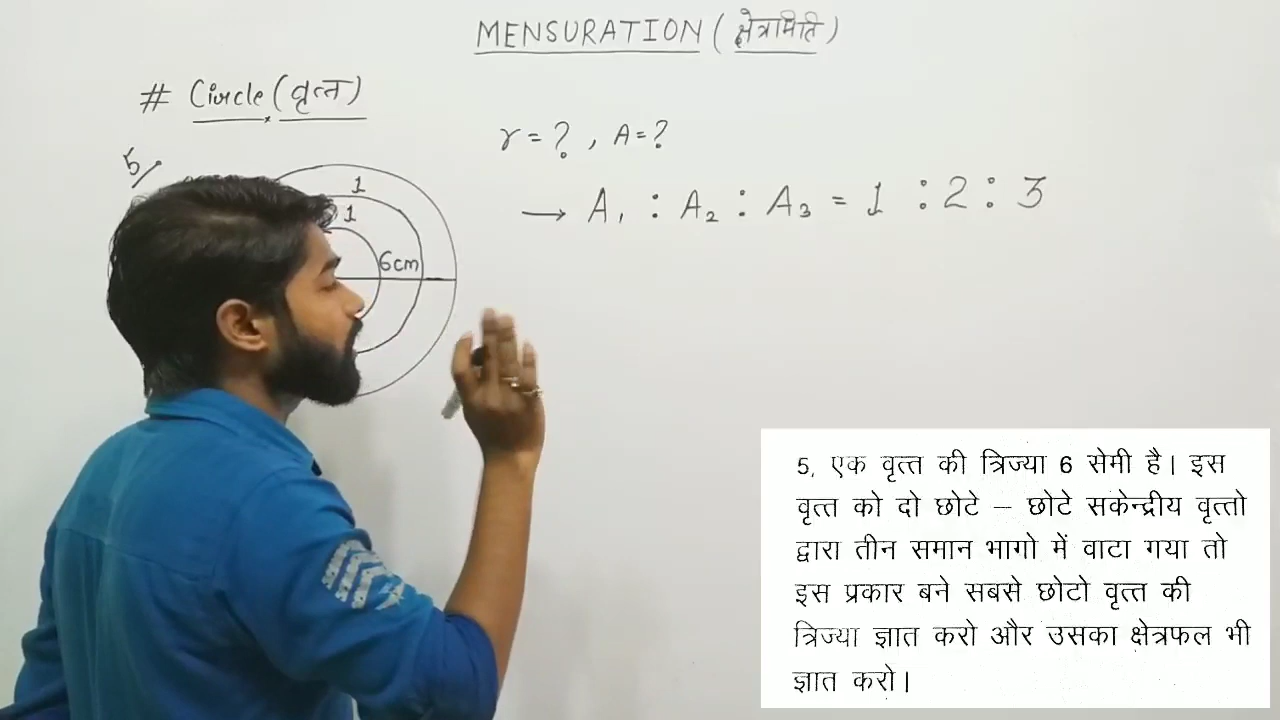 MENSURATION (क्षेत्रमिति)
# Circle (वृत्त)
5/
r = ? , A = ?
1
→ A₁ : A₂ : A₃ = 1 : 2 : 3
1
6cm
5, एक वृत्त की त्रिज्या 6 सेमी है। इस
वृत्त को दो छोटे – छोटे सकेन्द्रीय वृत्तो
द्वारा तीन समान भागो में वाटा गया तो
इस प्रकार बने सबसे छोटो वृत्त की
त्रिज्या ज्ञात करो और उसका क्षेत्रफल भी
ज्ञात करो।